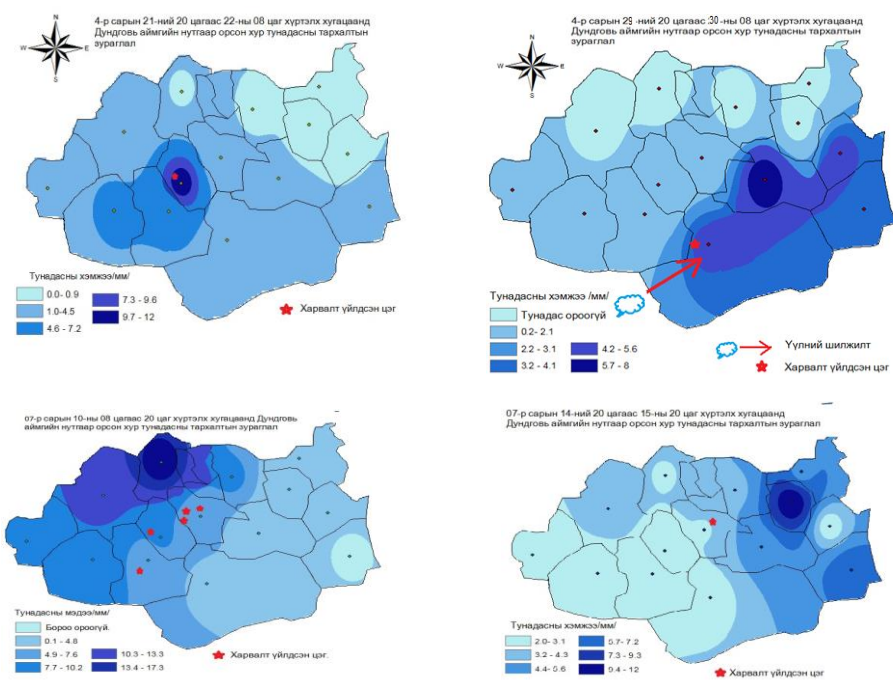 4-р сарын 21-ний 20 цагаас 22-ны 08 цаг хүртэлх хугацаанд
Дундговь аймгийн нутгаар орсон хур тунадасны тархалтын
зураглал
N
W
E
S
Тунадасны хэмжээ/мм/
0.0- 0.9
1.0-4.5
4.6 - 7.2
7.3 - 9.6
9.7 - 12
Харвалт үйлдсэн цэг
4-р сарын 29 -ний 20 цагаас :30-ны 08 цаг хүртэлх хугацаанд
Дундговь аймгийн нутгаар орсон хур тунадасны тархалтын
зураглал
N
W
E
S
Тунадасны хэмжээ /мм/
Тунадас ороогүй
0.2- 2.1
2.2 - 3.1
3.2 - 4.1
4.2 - 5.6
5.7 - 8
Үүлний шилжилт
Харвалт үйлдсэн цэг
07-р сарын 10-ны 08 цагаас 20 цаг хүртэлх хугацаанд Дундговь
аймгийн нутгаар орсон хур тунадасны тархалтын зураглал
Тунадасны мэдээ/мм/
Бороо ороогүй.
0.1 - 4.8
4.9 - 7.6
7.7 - 10.2
10.3 - 13.3
13.4 - 17.3
Харвалт үйлдсэн цэг.
07-р сарын 14-ний 20 цагаас 15-ны 20 цаг хүртэлх хугацаанд
Дундговь аймгийн нутгаар орсон хур тунадасны тархалтын зураглал
Тунадасны хэмжээ/мм/
2.0- 3.1
3.2 - 4.3
4.4- 5.6
5.7- 7.2
7.3 - 9.3
9.4 - 12
Харвалт үйлдсэн цэг